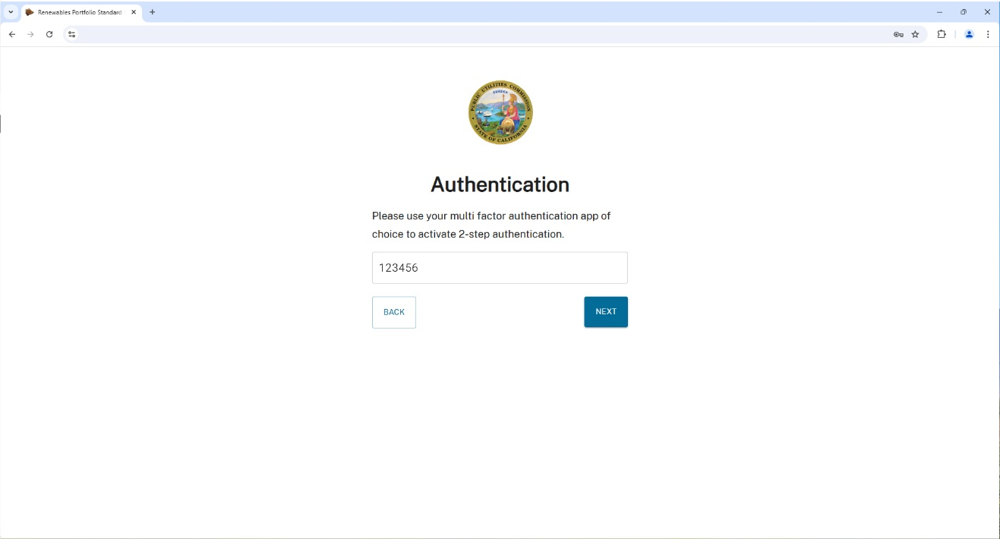 Renewables Portfolio Standard
PUBLIC UTILITIES COMMISSION
EUREKA
STATE OF CALIFORNIA
Authentication
Please use your multi factor authentication app of
choice to activate 2-step authentication.
123456
BACK
NEXT